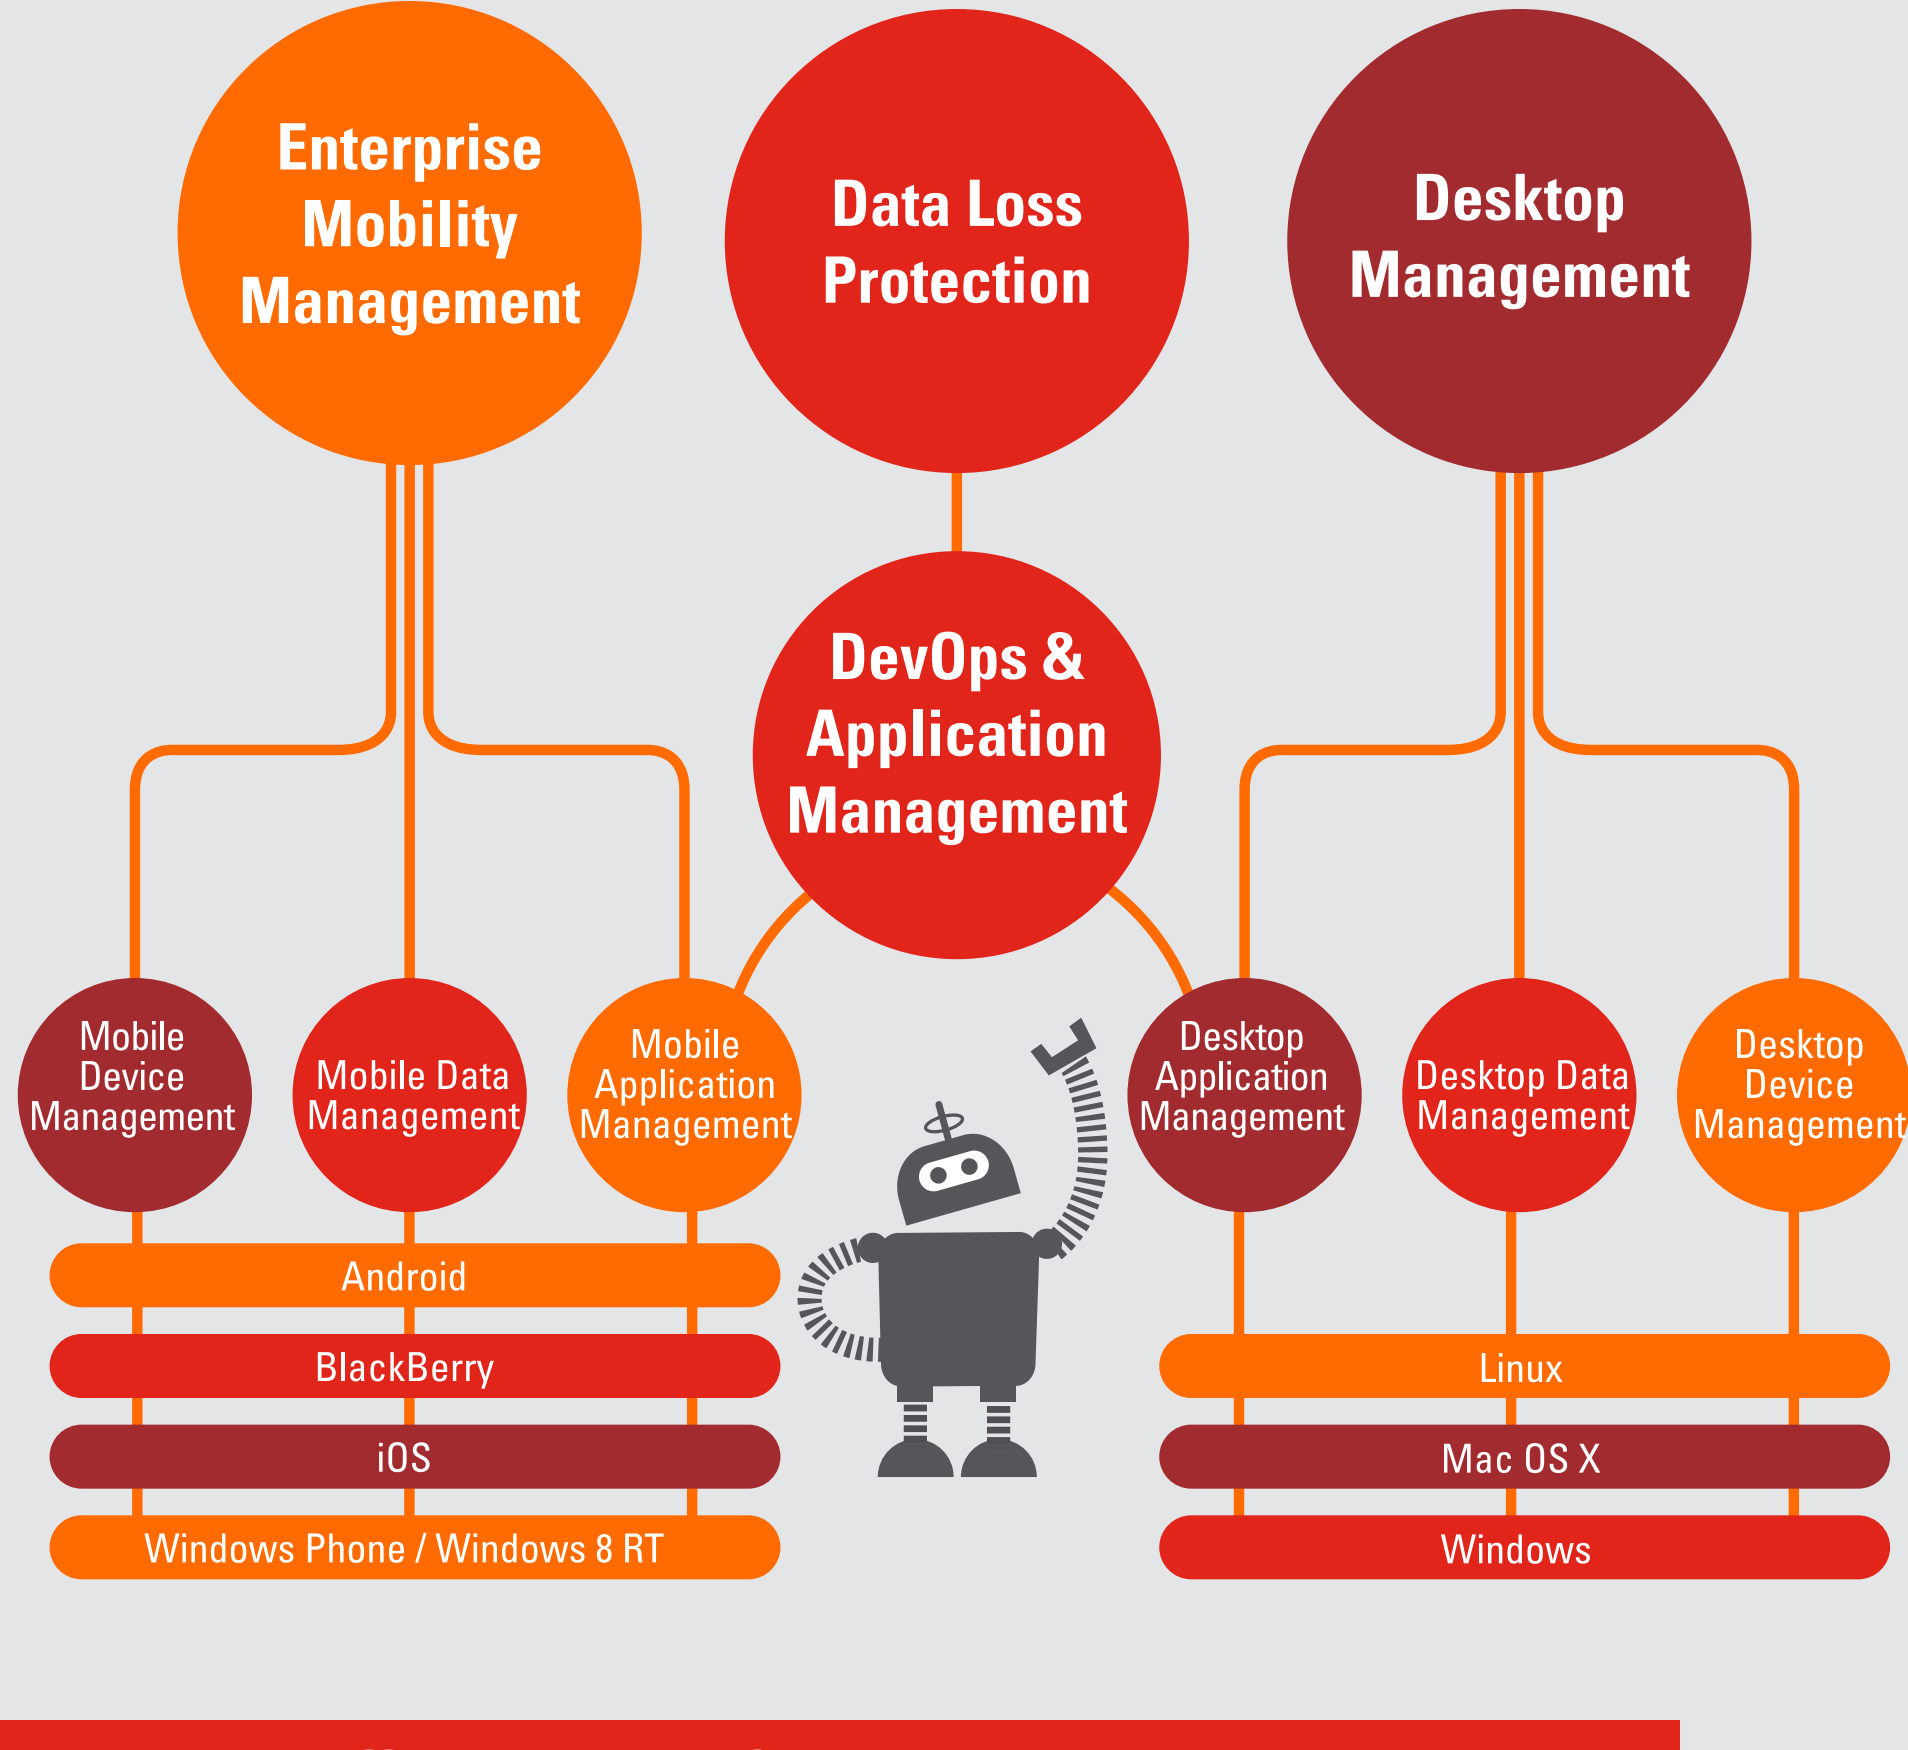 Enterprise
Mobility
Management
Data Loss
Protection
Desktop
Management
DevOps &
Application
Management
Mobile
Device
Management
Mobile Data
Management
Mobile
Application
Management
Desktop
Application
Management
Desktop Data
Management
Desktop
Device
Management
Android
BlackBerry
iOS
Windows Phone / Windows 8 RT
Linux
Mac OS X
Windows